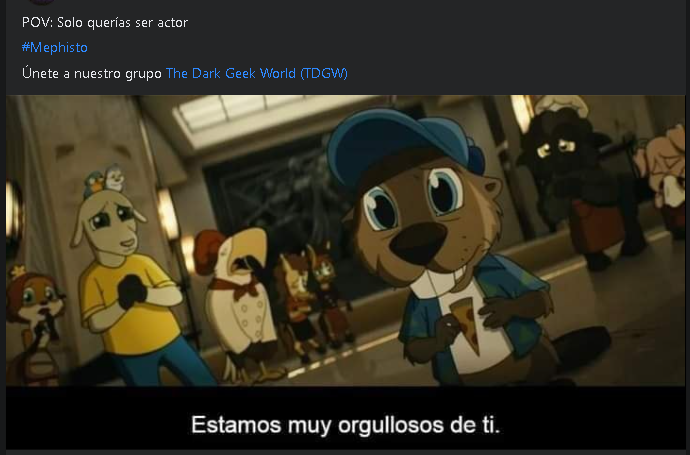 POV: Solo querías ser actor
#Mephisto
Únete a nuestro grupo The Dark Geek World (TDGW)
Estamos muy orgullosos de ti.